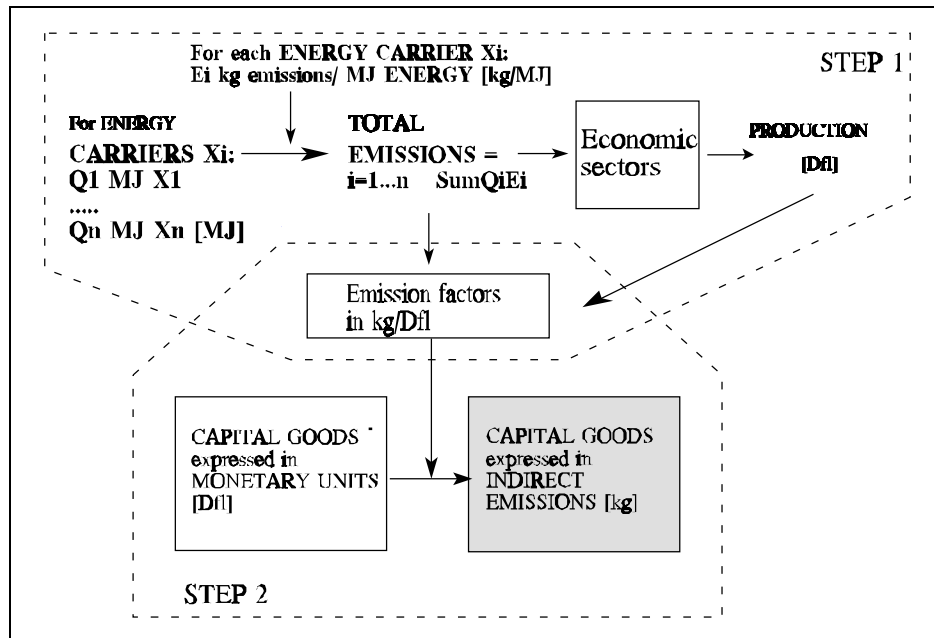 For each ENERGY CARRIER Xi:
Ei kg emissions/ MJ ENERGY [kg/MJ]
STEP 1
For ENERGY
CARRIERS Xi:
Q1 MJ X1
.....
Qn MJ Xn [MJ]
TOTAL
EMISSIONS =
i=1...n SumQiEi
Economic
sectors
PRODUCTION
[Dfl]
Emission factors
in kg/Dfl
CAPITAL GOODS
expressed in
MONETARY UNITS
[Dfl]
CAPITAL GOODS
expressed in
INDIRECT
EMISSIONS [kg]
STEP 2